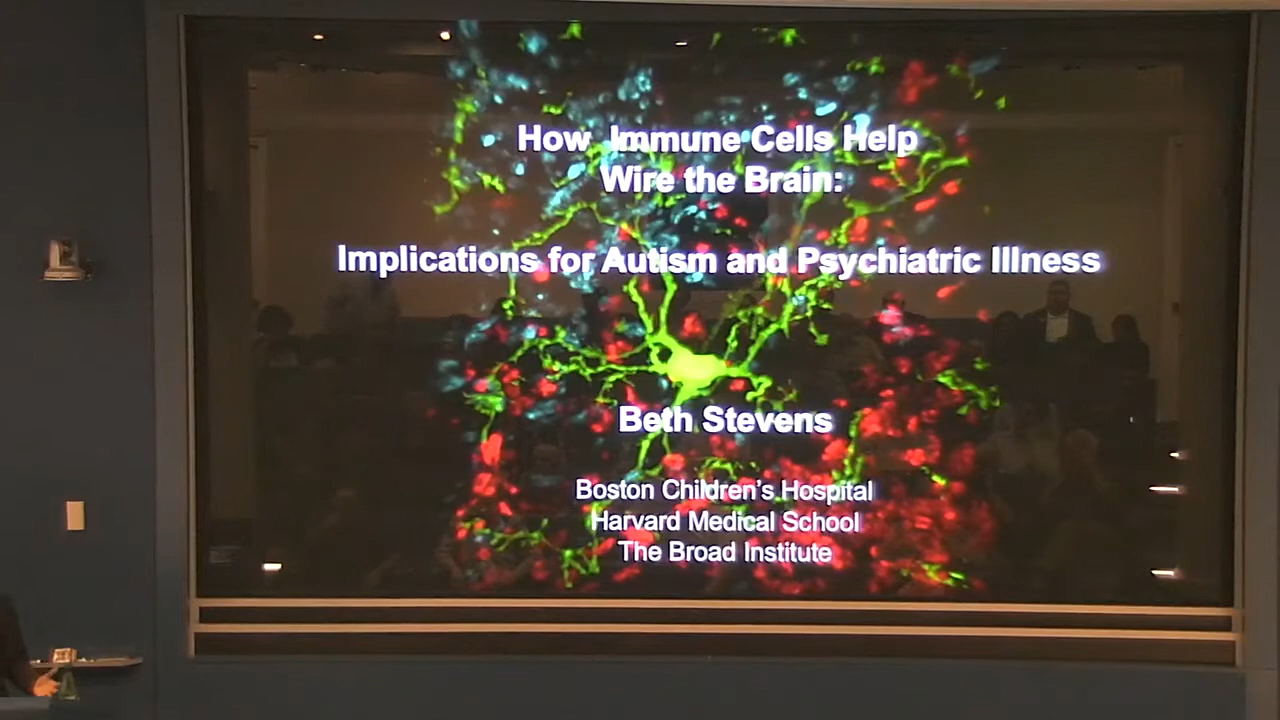 How Immune Cells Help
Wire the Brain:
Implications for Autism and Psychiatric Illness
Beth Stevens
Boston Children's Hospital
Harvard Medical School
The Broad Institute